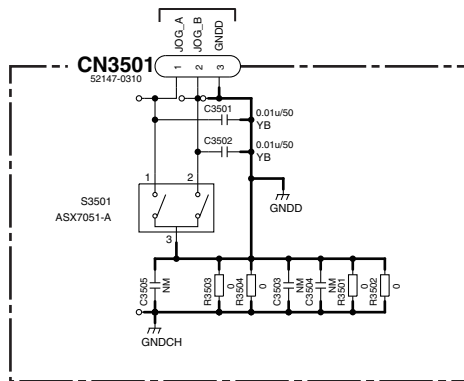 JOG_A
JOG_B
GNDD
CN3501
52147-0310
1
2
3
C3501
0.01u/50
YB
C3502
0.01u/50
YB
1
2
S3501
ASX7051-A
3
GNDD
C3505
NM
R3503
0
R3504
0
C3503
NM
C3504
NM
R3501
0
R3502
0
GNDCH